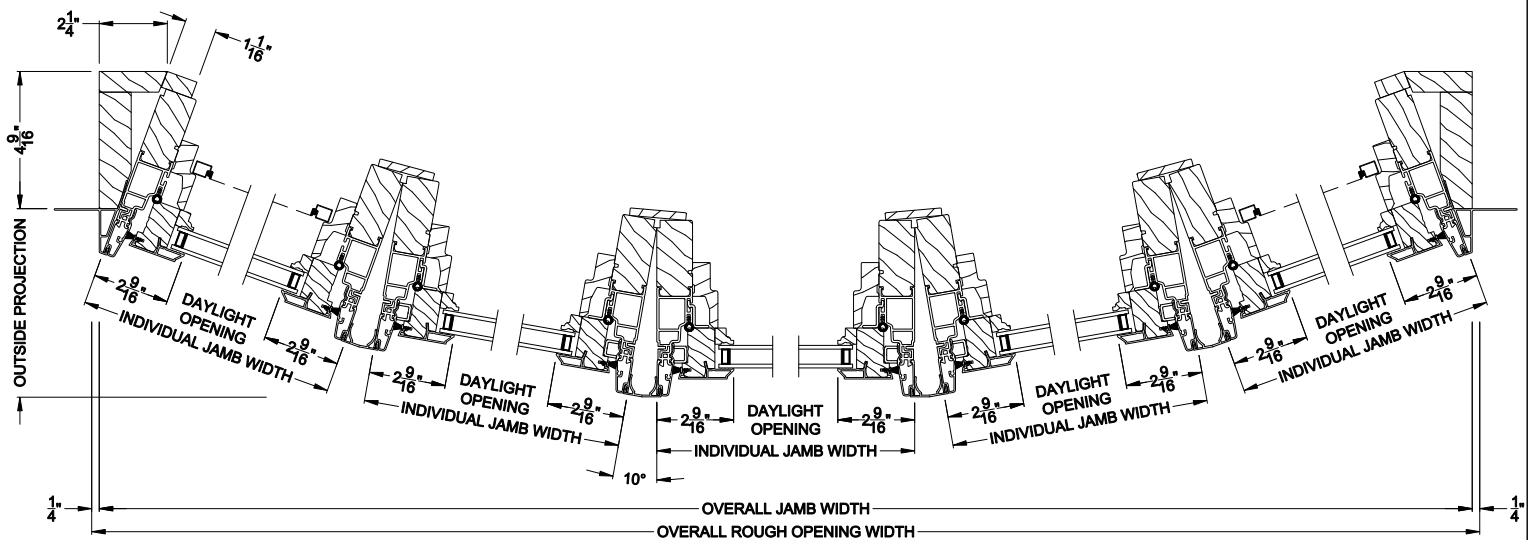 2 1/4"
1 1/16"
4 9/16
OUTSIDE PROJECTION
2 9/16"
DAYLIGHT
OPENING
INDIVIDUAL JAMB WIDTH
2 9/16"
2 9/16"
DAYLIGHT
OPENING
INDIVIDUAL JAMB WIDTH
2 9/16"
10°
2 9/16"
DAYLIGHT
OPENING
INDIVIDUAL JAMB WIDTH
2 9/16"
2 9/16"
DAYLIGHT
OPENING
INDIVIDUAL JAMB WIDTH
2 9/16"
2 9/16"
DAYLIGHT
OPENING
INDIVIDUAL JAMB WIDTH
2 9/16"
1/4"
OVERALL JAMB WIDTH
1/4"
OVERALL ROUGH OPENING WIDTH